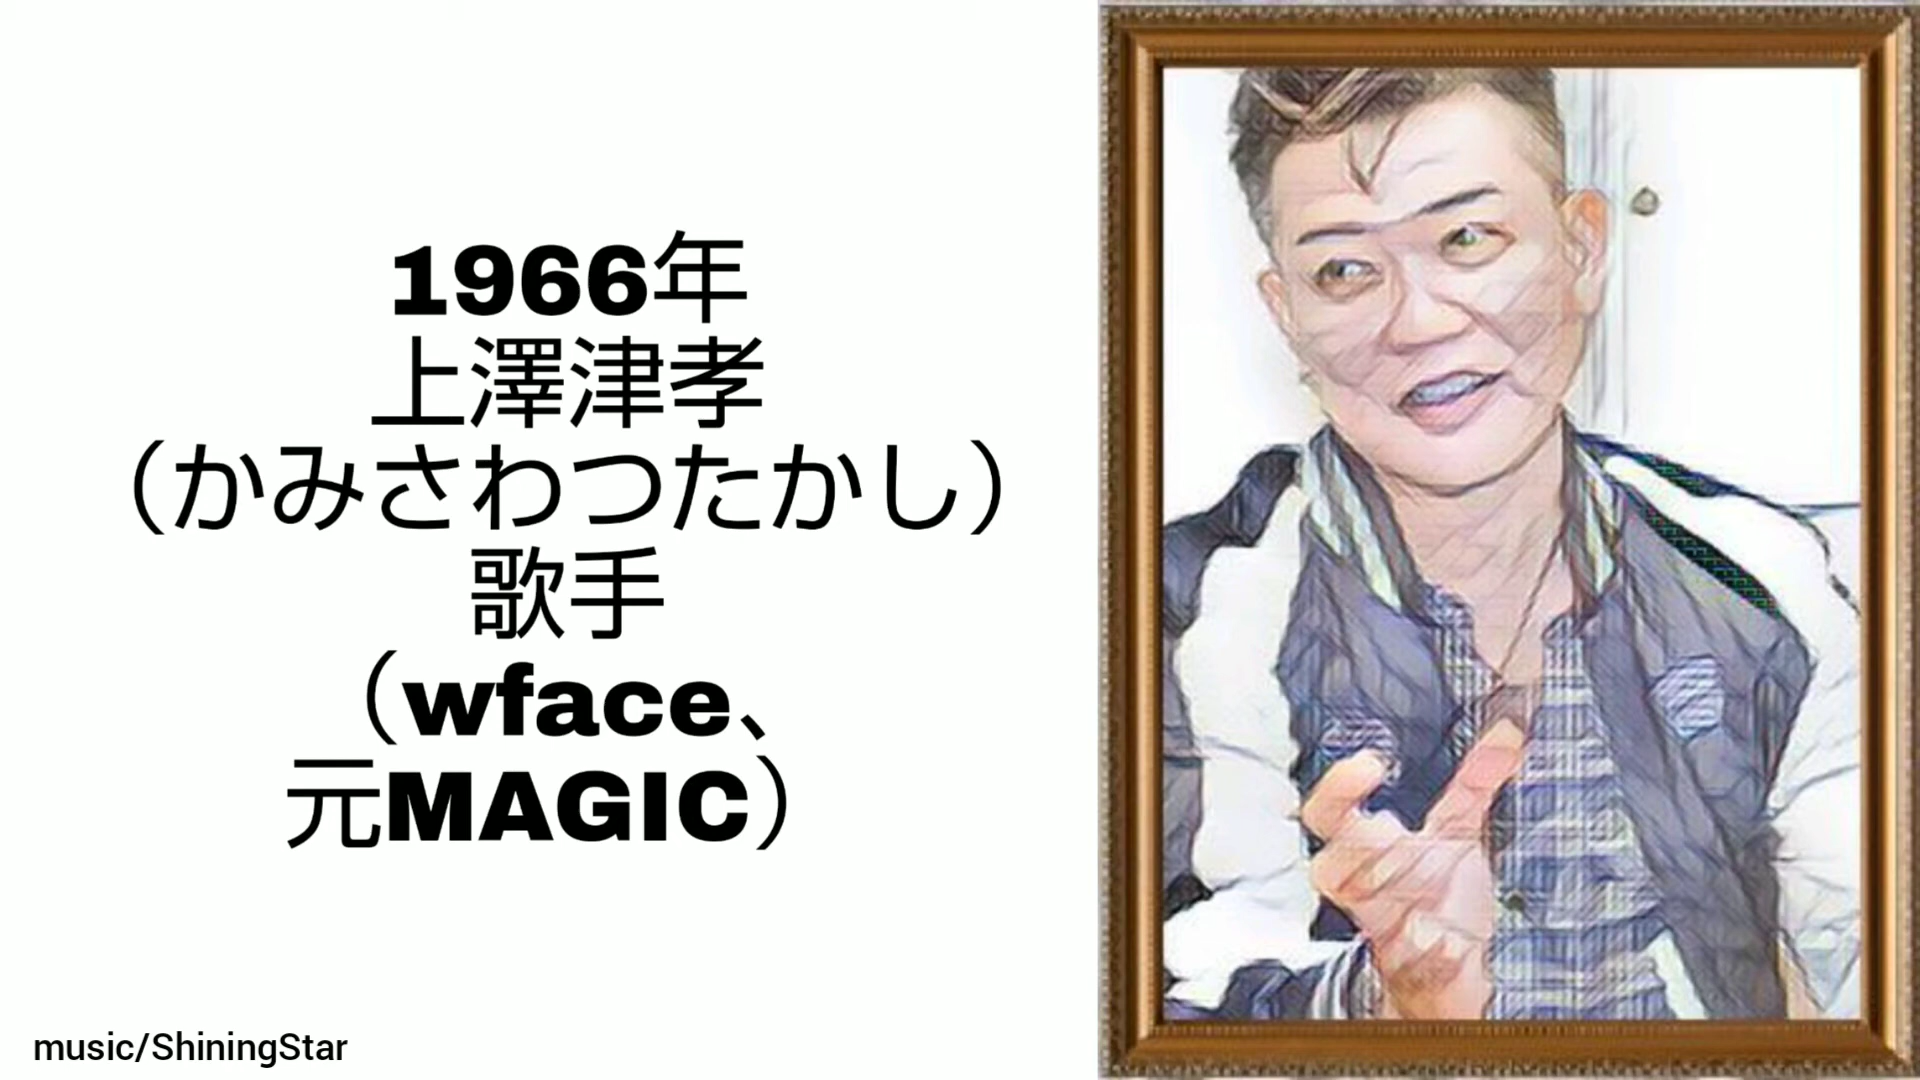 1966年
上澤津孝
（かみさわつたかし）
歌手
（wface、
元MAGIC）
music/ShiningStar